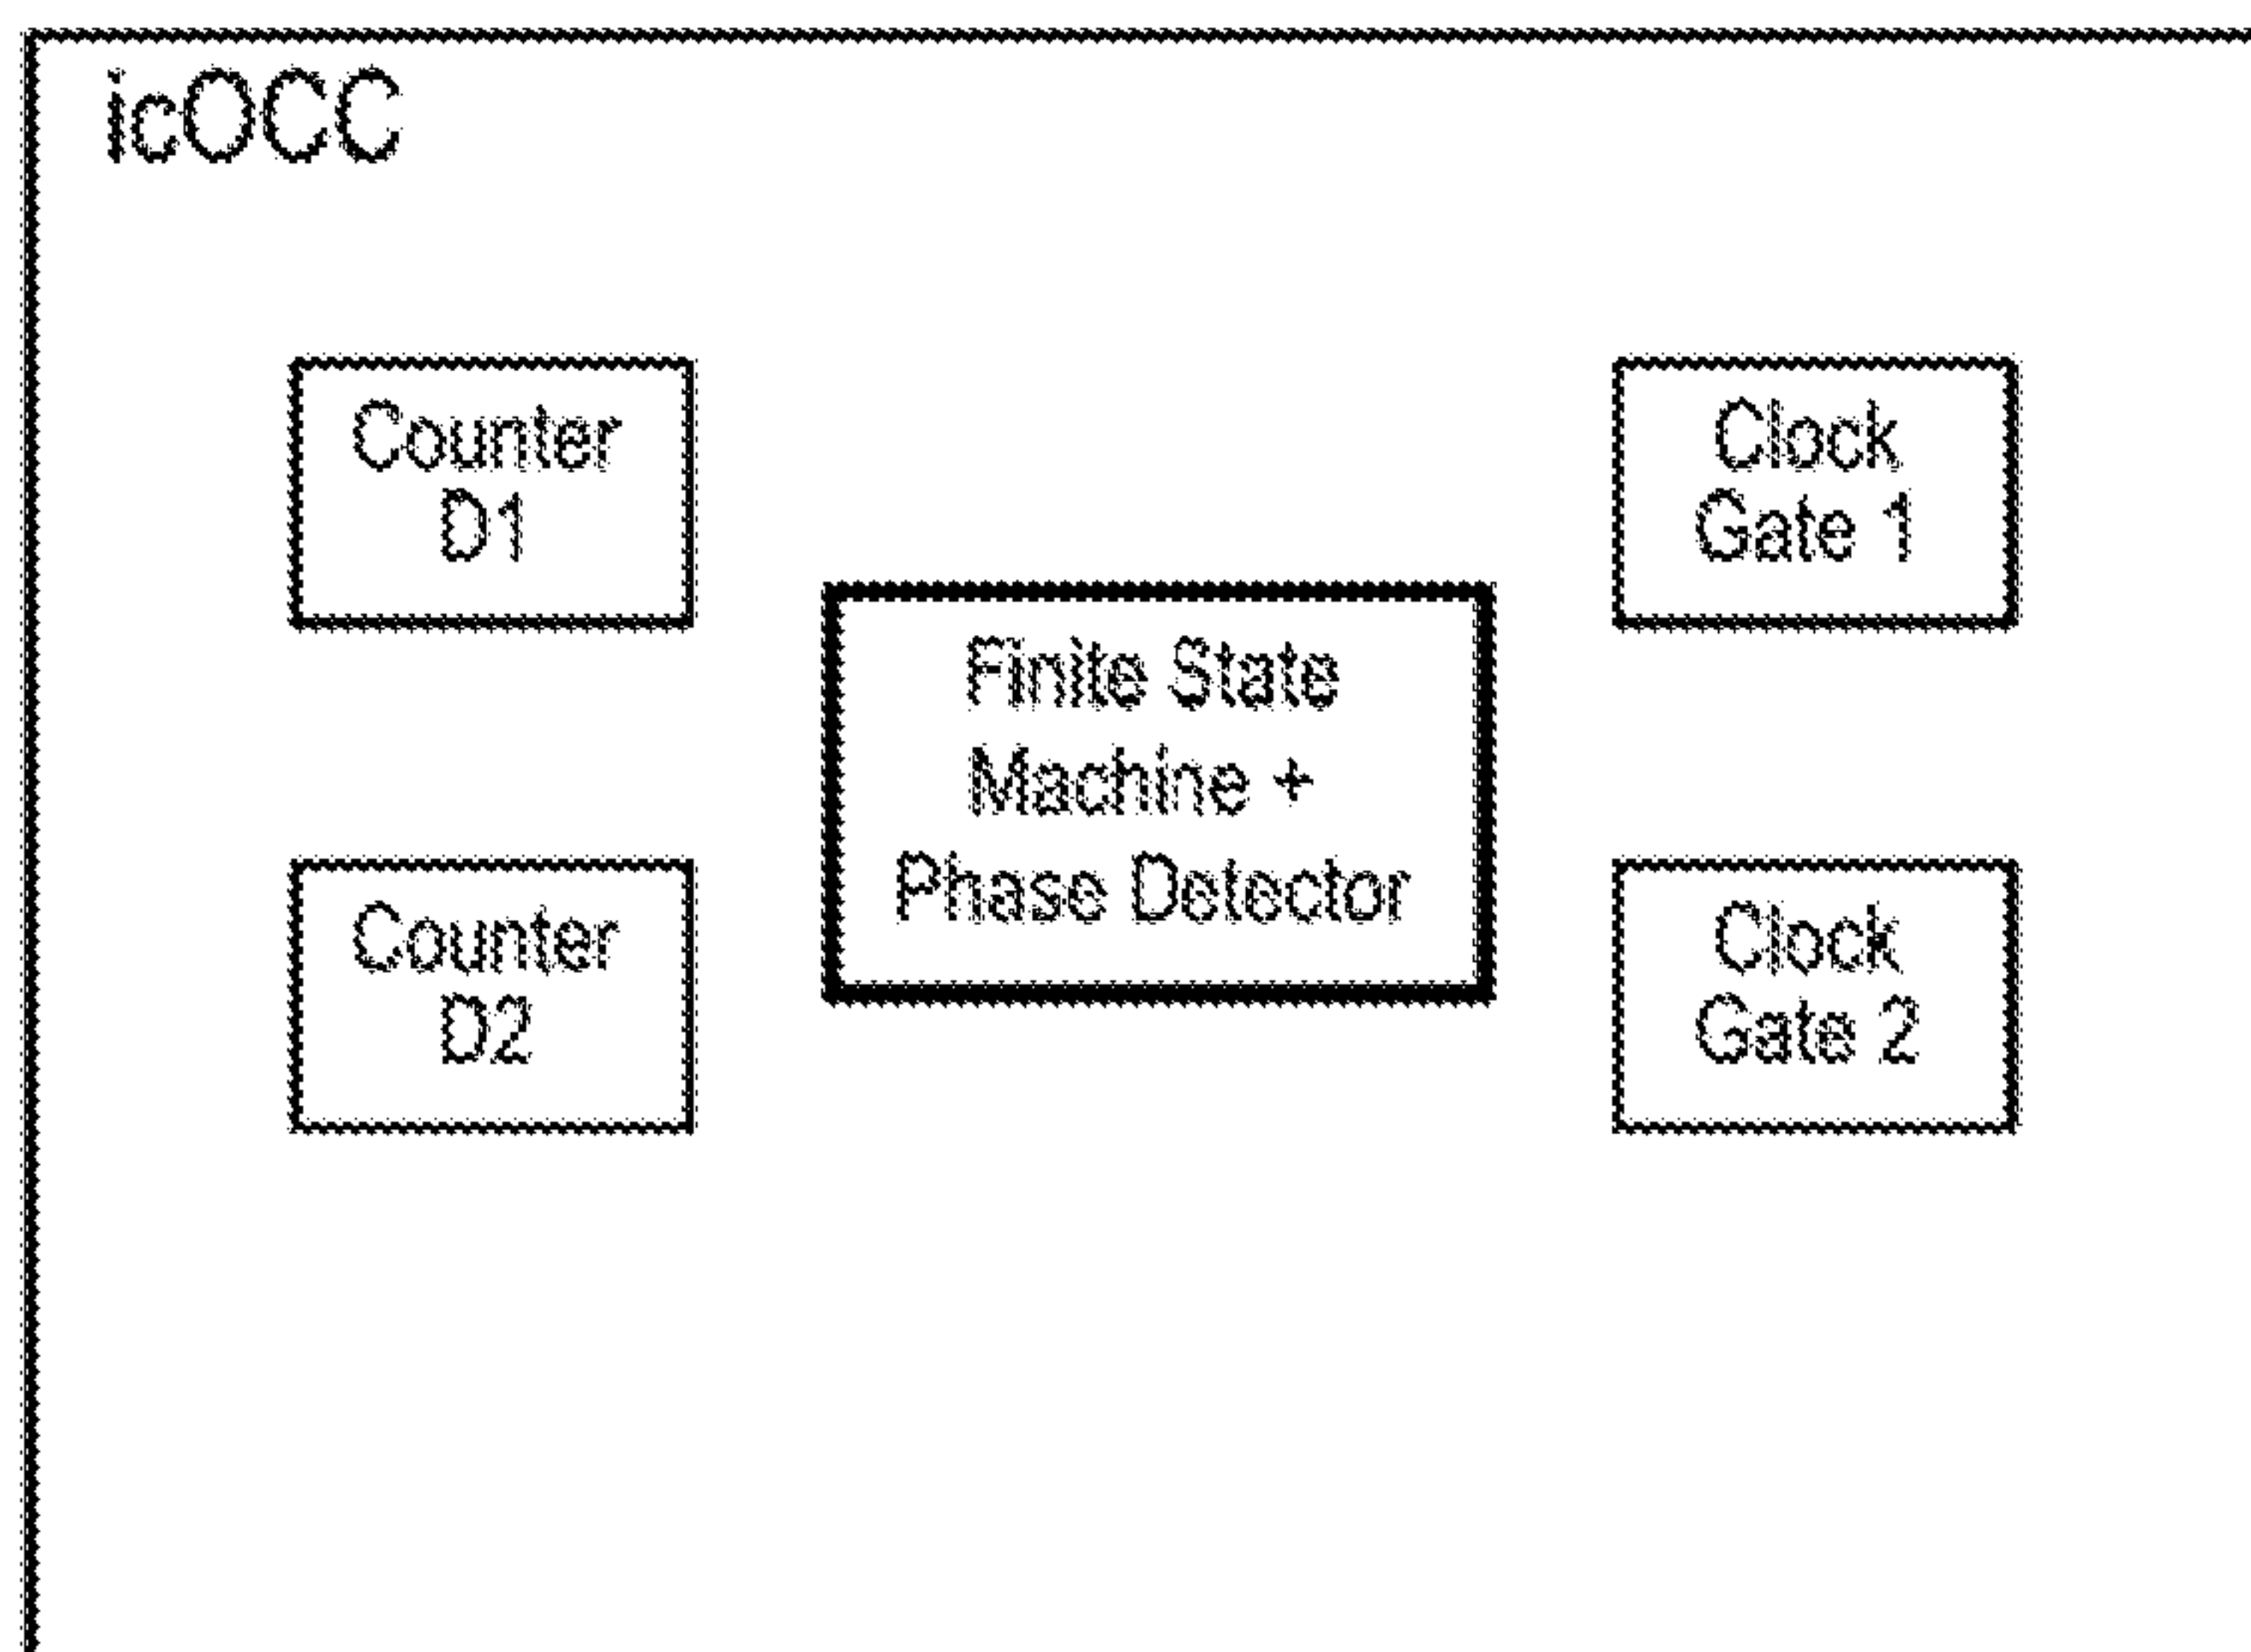 icOCC
Counter
D1
Clock
Gate 1
Finite State
Machine +
Phase Detector
Counter
D2
Clock
Gate 2